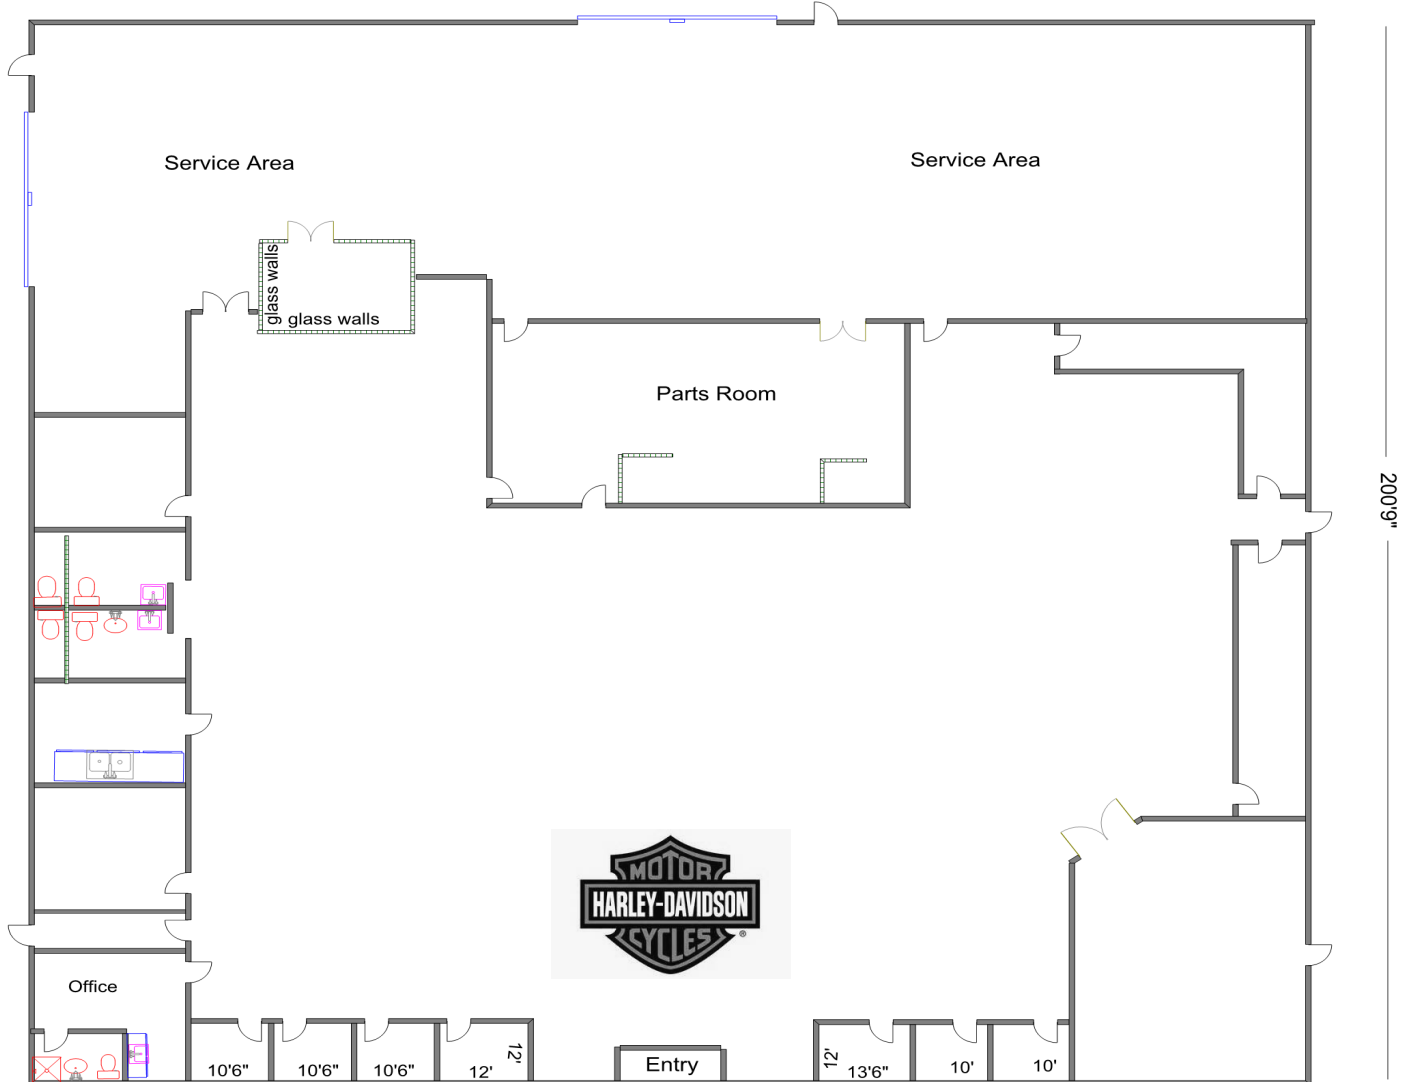 Service Area
Service Area
glass walls
glass walls
Parts Room
200'9"
MOTOR
HARLEY-DAVIDSON
CYCLES
®
Office
10'6"
10'6"
10'6"
12'
12'
Entry
12'
13'6"
10'
10'